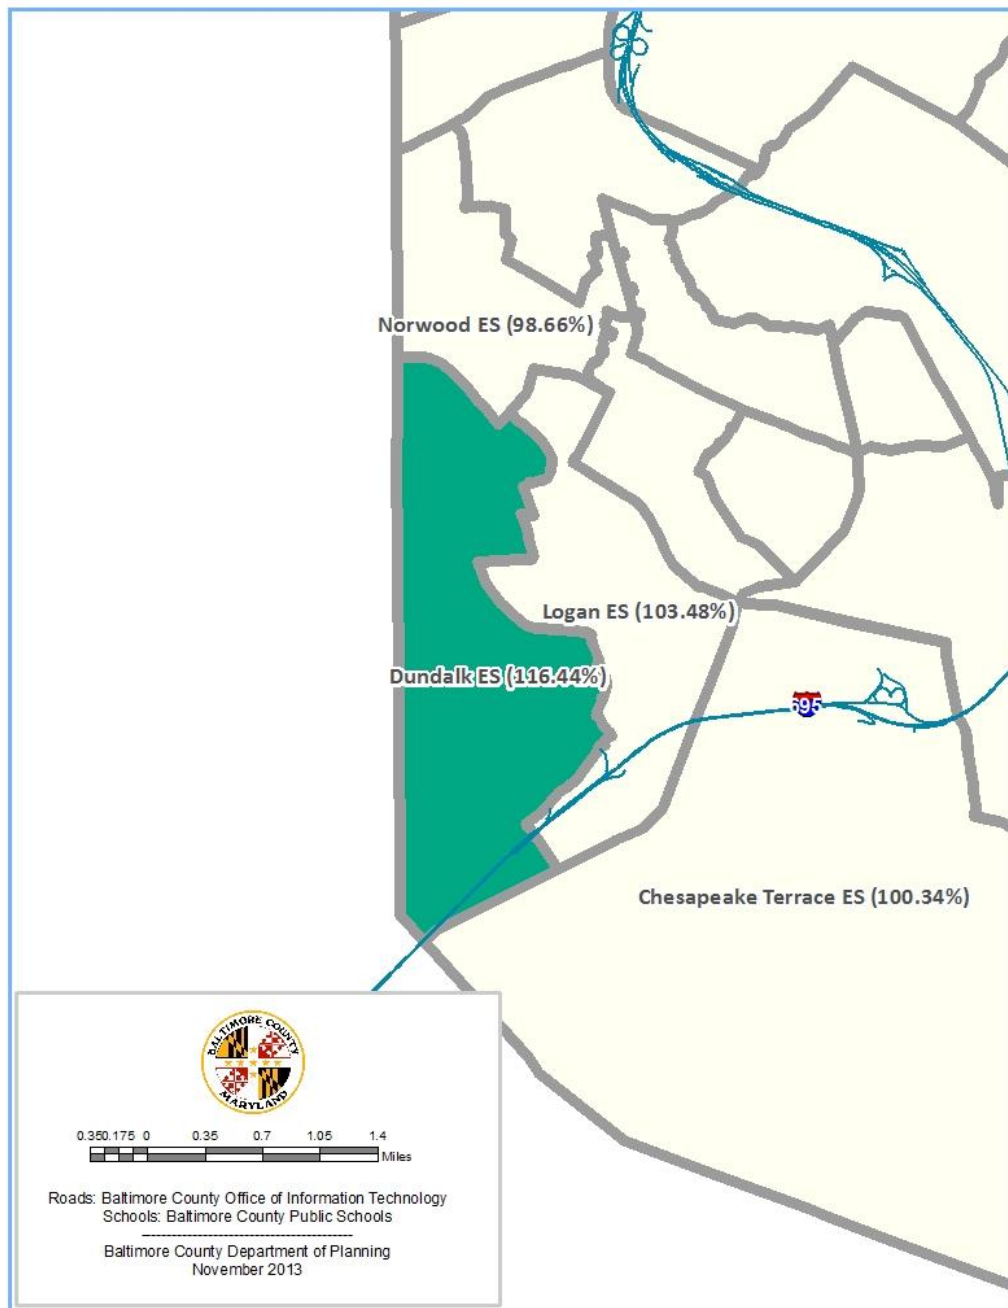 Norwood ES (98.66%)
Logan ES (103.48%)
Dundalk ES (116.44%)
695
Chesapeake Terrace ES (100.34%)
BALTIMORE COUNTY
MARYLAND
0.35 0.175 0 0.35 0.7 1.05 1.4
Miles
Roads: Baltimore County Office of Information Technology
Schools: Baltimore County Public Schools
Baltimore County Department of Planning
November 2013